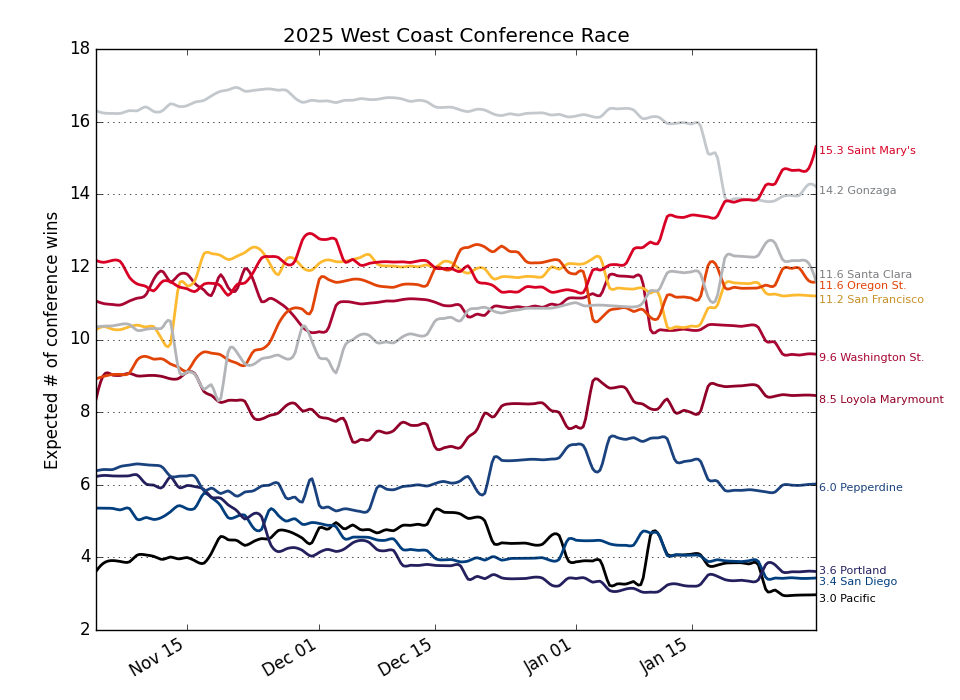 2025 West Coast Conference Race
Expected # of conference wins
18
16
14
12
10
8
6
4
2
Nov 15
Dec 01
Dec 15
Jan 01
Jan 15
15.3 Saint Mary's
14.2 Gonzaga
11.6 Santa Clara
11.6 Oregon St.
11.2 San Francisco
9.6 Washington St.
8.5 Loyola Marymount
6.0 Pepperdine
3.6 Portland
3.4 San Diego
3.0 Pacific